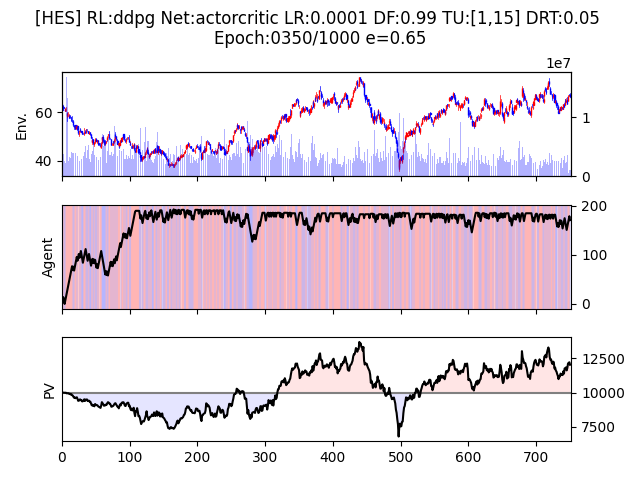 [HES] RL:ddpg Net:actorcritic LR:0.0001 DF:0.99 TU:[1,15] DRT:0.05
Epoch:0350/1000 e=0.65
1e7
Env.
60
40
1
0
Agent
200
100
0
PV
12500
10000
7500
0 100 200 300 400 500 600 700